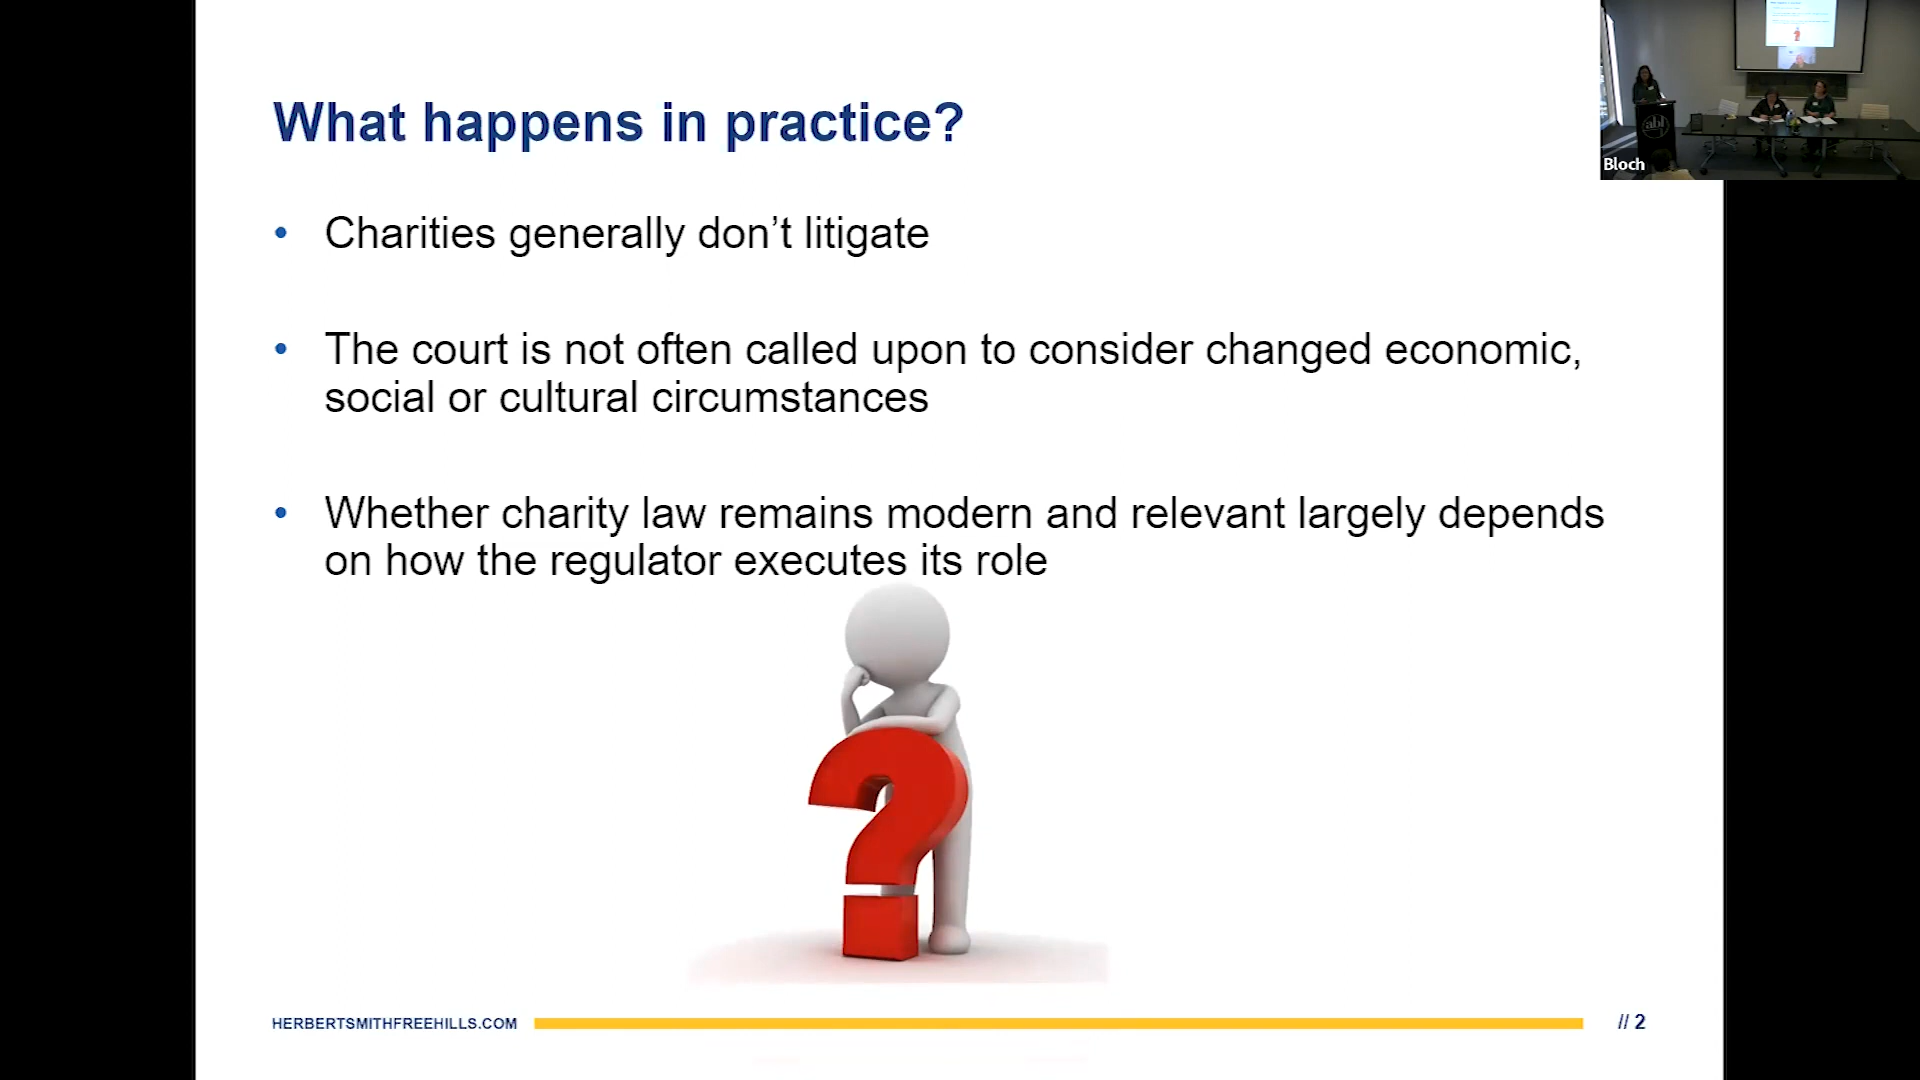 What happens in practice?
• Charities generally don’t litigate
• The court is not often called upon to consider changed economic,
social or cultural circumstances
• Whether charity law remains modern and relevant largely depends
on how the regulator executes its role
HERBERTSMITHFREEHILLS.COM
// 2
abl
Bloch